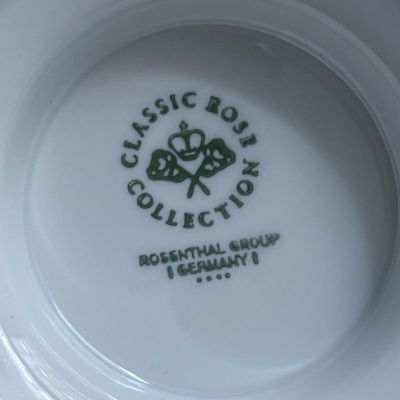 CLASSIC ROSE
COLLECTION
ROSENTHAL GROUP
GERMANY